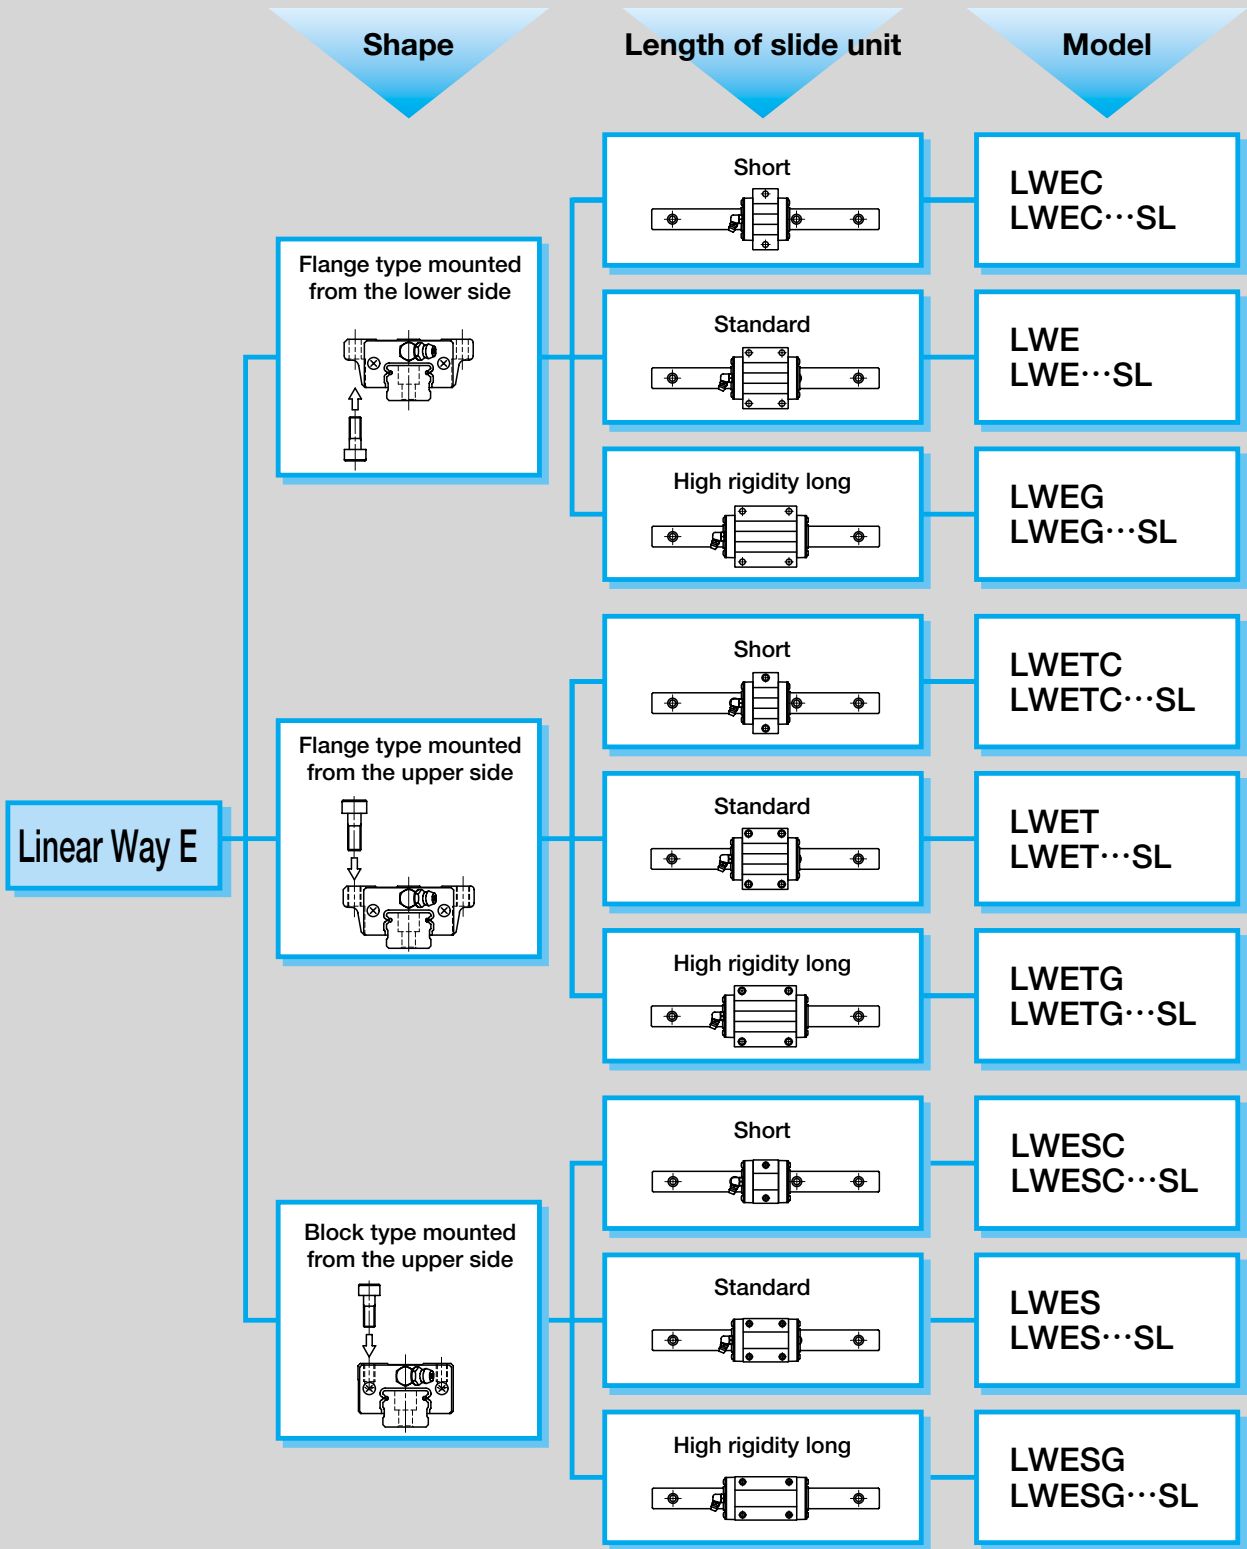 Shape
Length of slide unit
Model
Linear Way E
Flange type mounted
from the lower side
Short
LWEC
LWEC···SL
Standard
LWE
LWE···SL
High rigidity long
LWEG
LWEG···SL
Flange type mounted
from the upper side
Short
LWETC
LWETC···SL
Standard
LWET
LWET···SL
High rigidity long
LWETG
LWETG···SL
Block type mounted
from the upper side
Short
LWESC
LWESC···SL
Standard
LWES
LWES···SL
High rigidity long
LWESG
LWESG···SL